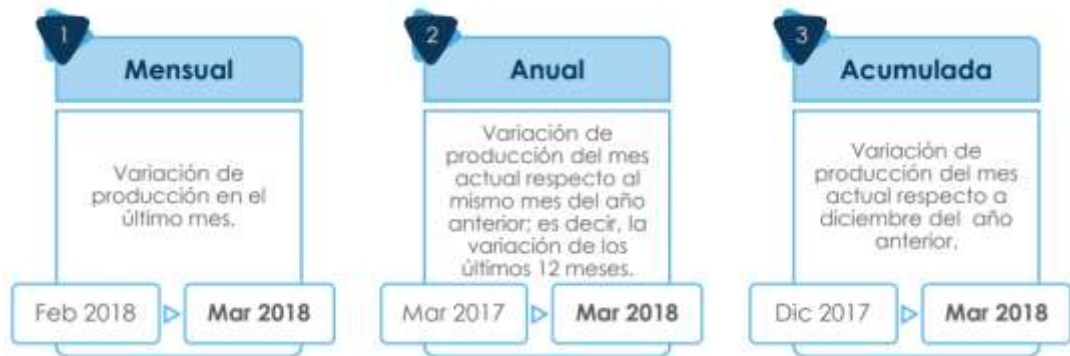 1
Mensual
Variación de
producción en el
último mes.
Feb 2018
Mar 2018
2
Anual
Variación de
producción del mes
actual respecto al
mismo mes del año
anterior; es decir, la
variación de los
últimos 12 meses.
Mar 2017
Mar 2018
3
Acumulada
Variación de
producción del mes
actual respecto a
diciembre del año
anterior.
Dic 2017
Mar 2018